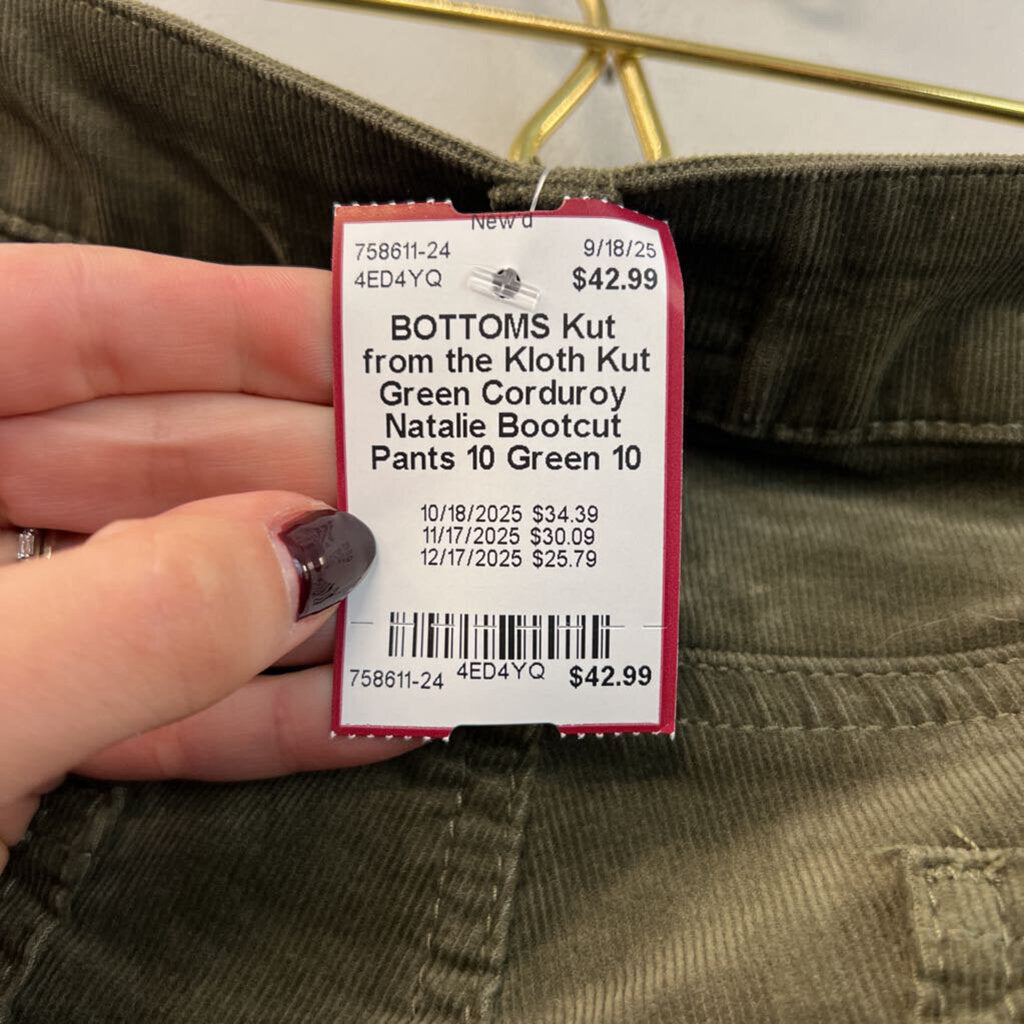 New'd
758611-24 9/18/25
4ED4YQ $42.99
BOTTOMS Kut
from the Kloth Kut
Green Corduroy
Natalie Bootcut
Pants 10 Green 10
10/18/2025 $34.39
11/17/2025 $30.09
12/17/2025 $25.79
758611-24 4ED4YQ $42.99